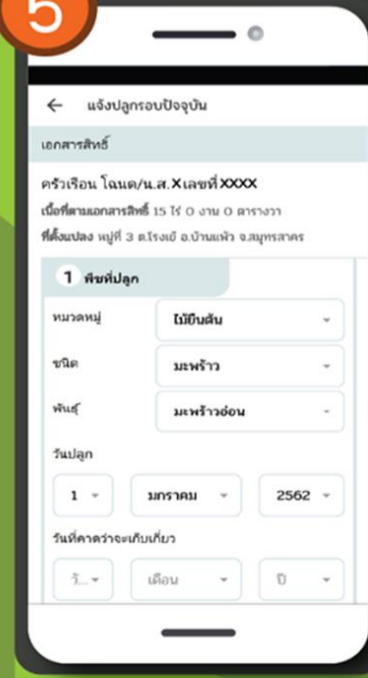 5
แจ้งปลูกรอบปัจจุบัน
เอกสารสิทธิ์
ครัวเรือน โฉนด/น.ส.Xเลขที่XXXX
เนื้อที่ตามเอกสารสิทธิ์ 15 ไร่ 0 งาน 0 ตารางวา
ที่ตั้งแปลง หมู่ที่ 3 ต.โรงเข้ อ.บ้านแพ้ว จ.สมุทรสาคร
1 พืชที่ปลูก
หมวดหมู่ ไม้ยืนต้น
ชนิด มะพร้าว
พันธุ์ มะพร้าวอ่อน
วันปลูก
1 มกราคม 2562
วันที่คาดว่าจะเก็บเกี่ยว
วั... เดือน ปี